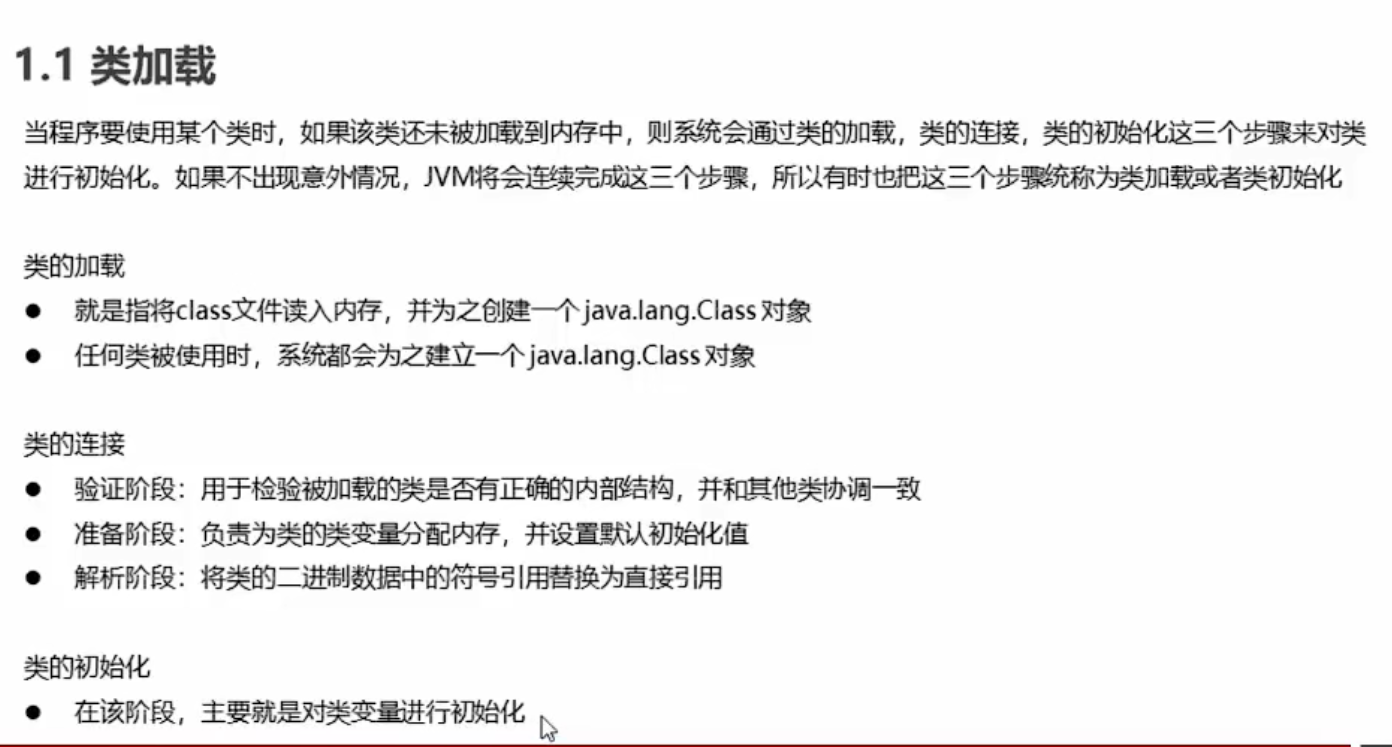 1.1 类加载
当程序要使用某个类时，如果该类还未被加载到内存中，则系统会通过类的加载，类的连接，类的初始化这三个步骤来对类
进行初始化。如果不出现意外情况，JVM将会连续完成这三个步骤，所以有时也把这三个步骤统称为类加载或者类初始化
类的加载
● 就是指将class文件读入内存，并为之创建一个 java.lang.Class 对象
● 任何类被使用时，系统都会为之建立一个 java.lang.Class 对象
类的连接
● 验证阶段：用于检验被加载的类是否有正确的内部结构，并和其他类协调一致
● 准备阶段：负责为类的类变量分配内存，并设置默认初始化值
● 解析阶段：将类的二进制数据中的符号引用替换为直接引用
类的初始化
● 在该阶段，主要就是对类变量进行初始化